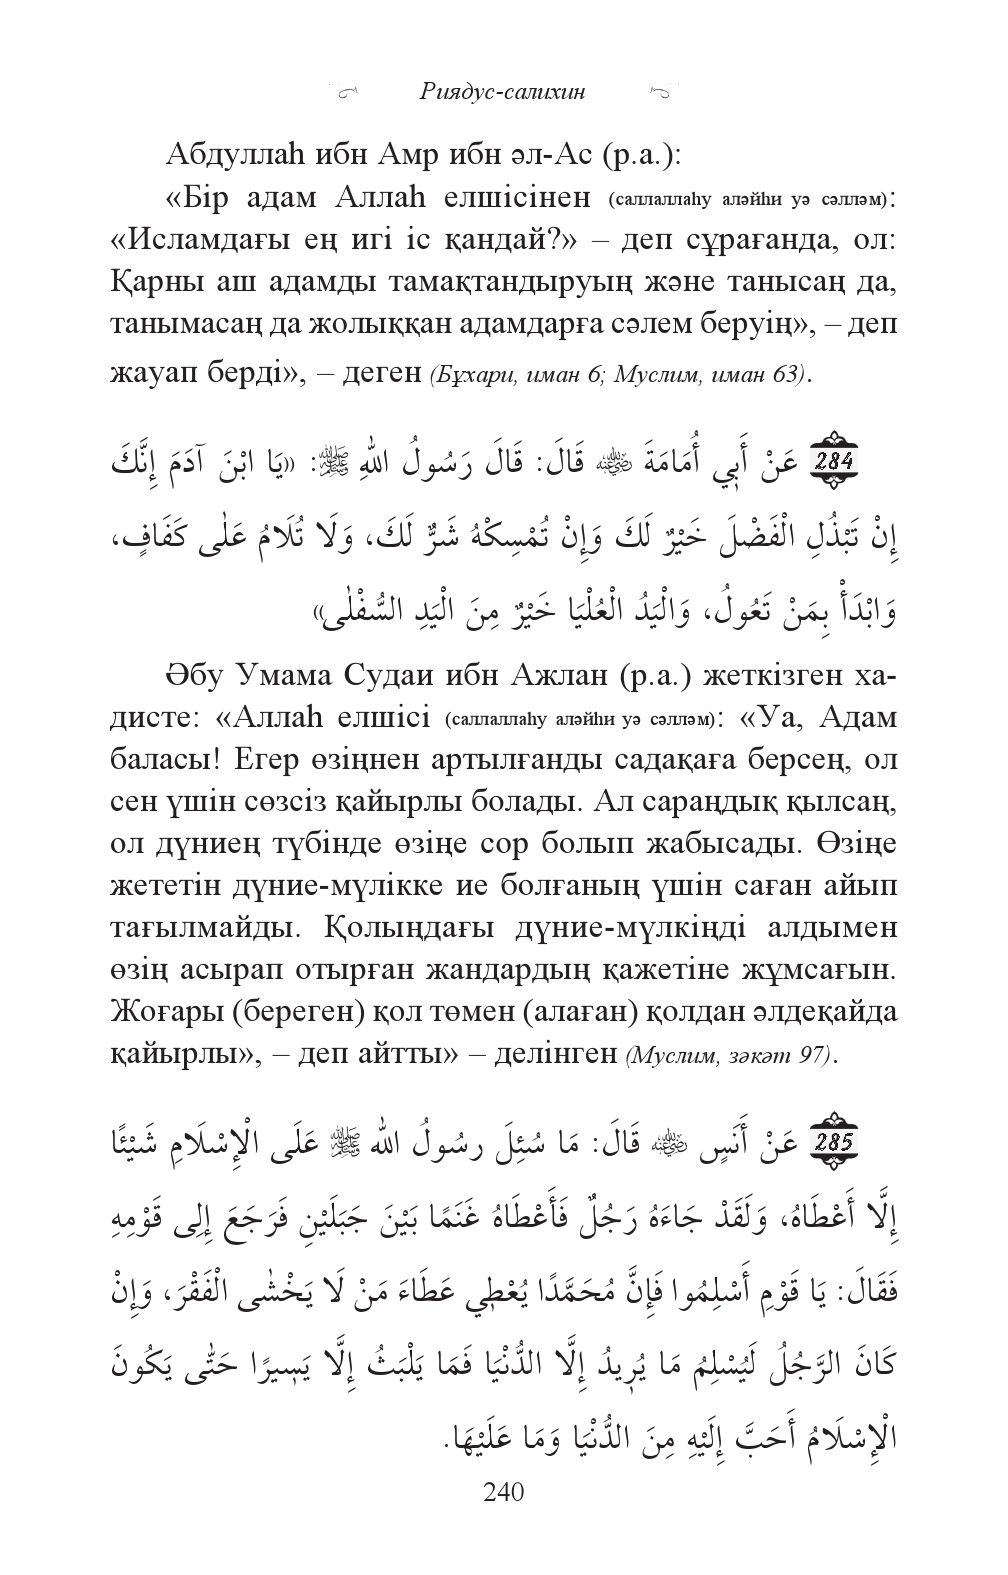 Риядус-салихин
Абдуллаһ ибн Амр ибн әл-Ас (р.а.):
«Бір адам Аллаһ елшісінен (саллаллаһу аләйһи уә сәлләм):
«Исламдағы ең игі іс қандай?» – деп сұрағанда, ол:
Қарны аш адамды тамақтандыруың және танысаң да,
танымасаң да жолыққан адамдарға сәлем беруің», – деп
жауап берді», – деген (Бұхари, иман 6; Муслим, иман 63).
284 عَنْ أَبِي أُمَامَةَ ؓ قَالَ: قَالَ رَسُولُ اللهِ ﷺ: «يَا ابْنَ آدَمَ إِنَّكَ
إِنْ تَبْذُلِ الْفَضْلَ خَيْرٌ لَكَ وَإِنْ تُمْسِكْهُ شَرٌّ لَكَ، وَلَا تُلَامُ عَلٰى كَفَافٍ،
وَابْدَأْ بِمَنْ تَعُولُ، وَالْيَدُ الْعُلْيَا خَيْرٌ مِنَ الْيَدِ السُّفْلٰى»
Әбу Умама Судаи ибн Ажлан (р.а.) жеткізген ха-
дисте: «Аллаһ елшісі (саллаллаһу аләйһи уә сәлләм): «Уа, Адам
баласы! Егер өзіңнен артылғанды садақаға берсең, ол
сен үшін сөзсіз қайырлы болады. Ал сараңдық қылсаң,
ол дүниең түбінде өзіңе сор болып жабысады. Өзіңе
жететін дүние-мүлікке ие болғаның үшін саған айып
тағылмайды. Қолыңдағы дүние-мүлкіңді алдымен
өзің асырап отырған жандардың қажетіне жұмсағын.
Жоғары (береген) қол төмен (алаған) қолдан әлдеқайда
қайырлы», – деп айтты» – делінген (Муслим, зәкәт 97).
285 عَنْ أَنَسٍ ؓ قَالَ: مَا سُئِلَ رسُولُ الله ﷺ عَلَى الْإِسْلَامِ شَيْئًا
إِلَّا أَعْطَاهُ، وَلَقَدْ جَاءَهُ رَجُلٌ فَأَعْطَاهُ غَنَمًا بَيْنَ جَبَلَيْنِ فَرَجَعَ إِلِى قَوْمِهِ
فَقَالَ: يَا قَوْمِ أَسْلِمُوا فَإِنَّ مُحَمَّدًا يُعْطِي عَطَاءَ مَنْ لَا يَخْشٰى الْفَقْرَ، وَإِنْ
كَانَ الرَّجُلُ لَيُسْلِمُ مَا يُرِيدُ إِلَّا الدُّنْيَا فَمَا يَلْبَثُ إِلَّا يَسِيرًا حَتّٰى يَكُونَ
الْإِسْلَامُ أَحَبَّ إِلَيْهِ مِنَ الدُّنْيَا وَمَا عَلَيْهَا.
240